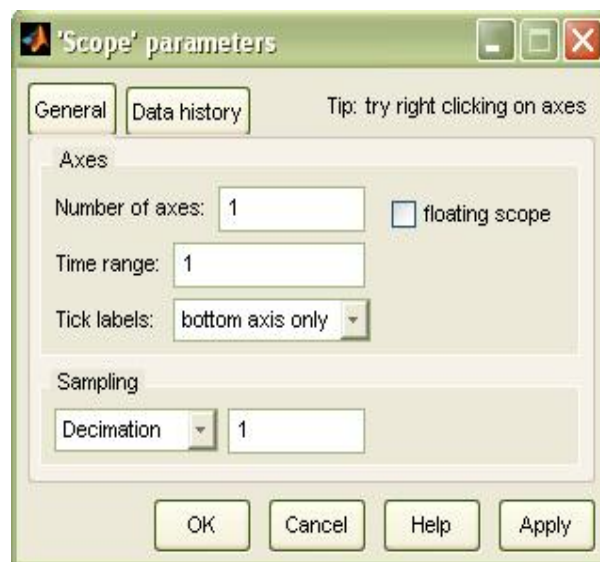 'Scope' parameters
General Data history Tip: try right clicking on axes
Axes
Number of axes: 1 floating scope
Time range: 1
Tick labels: bottom axis only
Sampling
Decimation 1
OK Cancel Help Apply